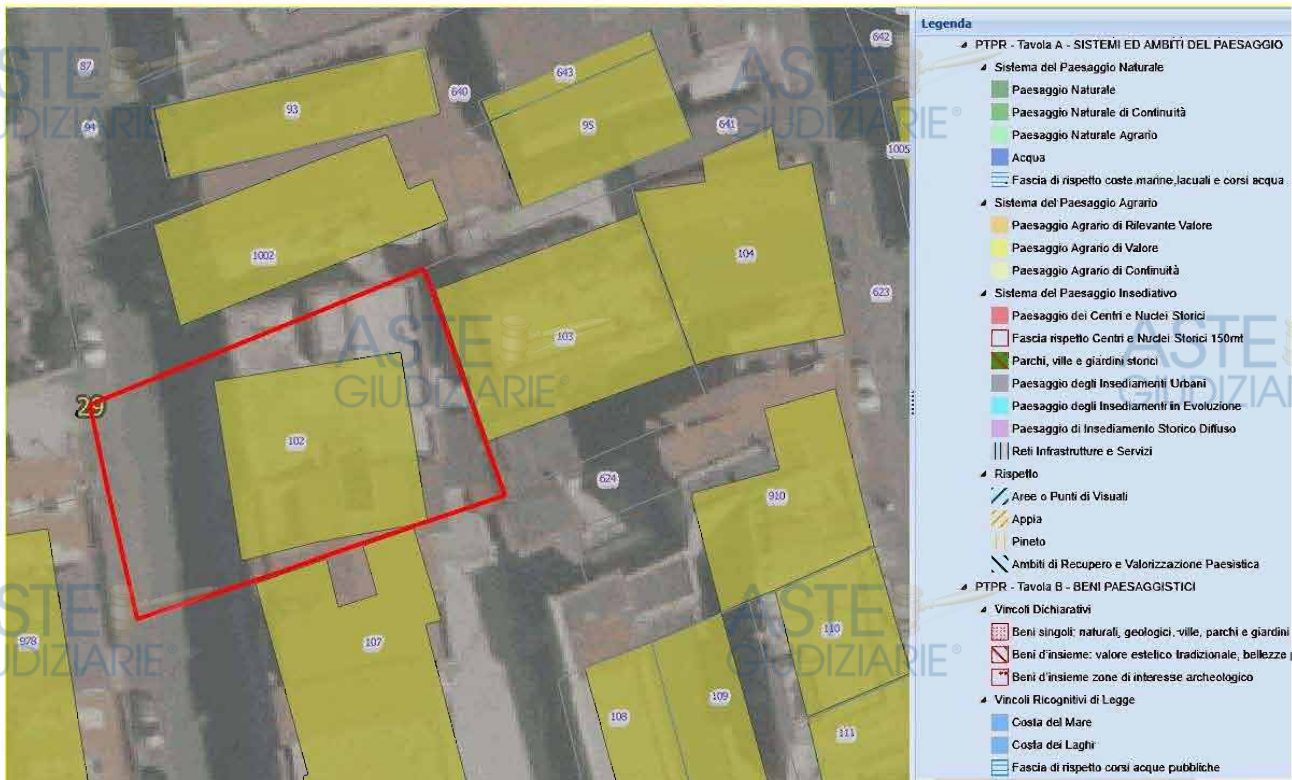 87
94
93
640
643
95
641
642
1005
1002
104
623
103
29
102
624
910
978
107
108
109
110
111
ASTE
GIUDIZIARIE®
Legenda
PTPR - Tavola A - SISTEMI ED AMBITI DEL PAESAGGIO
Sistema del Paesaggio Naturale
Paesaggio Naturale
Paesaggio Naturale di Continuità
Paesaggio Naturale Agrario
Acqua
Fascia di rispetto coste marine,lacuali e corsi acqua
Sistema del Paesaggio Agrario
Paesaggio Agrario di Rilevante Valore
Paesaggio Agrario di Valore
Paesaggio Agrario di Continuità
Sistema del Paesaggio Insediativo
Paesaggio dei Centri e Nuclei Storici
Fascia rispetto Centri e Nuclei Storici 150mt
Parchi, ville e giardini storici
Paesaggio degli Insediamenti Urbani
Paesaggio degli Insediamenti in Evoluzione
Paesaggio di Insediamento Storico Diffuso
Reti Infrastrutture e Servizi
Rispetto
Aree o Punti di Visuali
Appia
Pineto
Ambiti di Recupero e Valorizzazione Paesistica
PTPR - Tavola B - BENI PAESAGGISTICI
Vincoli Dichiarativi
Beni singoli: naturali, geologici, ville, parchi e giardini
Beni d'insieme: valore estetico tradizionale, bellezze
Beni d'insieme zone di interesse archeologico
Vincoli Ricognitivi di Legge
Costa del Mare
Costa dei Laghi
Fascia di rispetto corsi acque pubbliche